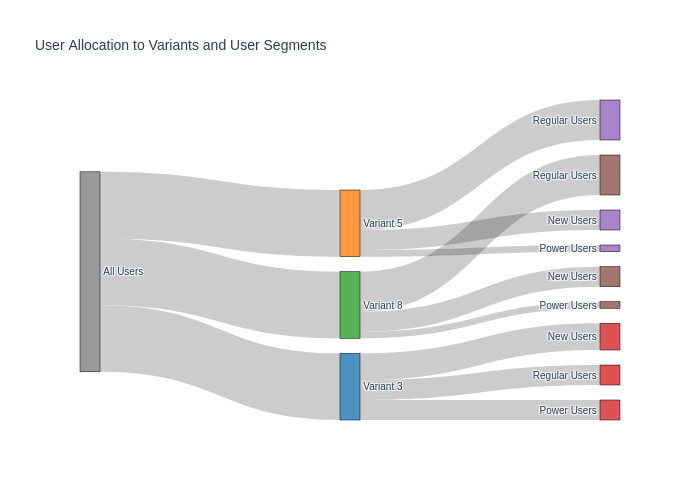 User Allocation to Variants and User Segments
Regular Users
Regular Users
New Users
Variant 5
Power Users
All Users
New Users
Variant 8
Power Users
New Users
Regular Users
Variant 3
Power Users